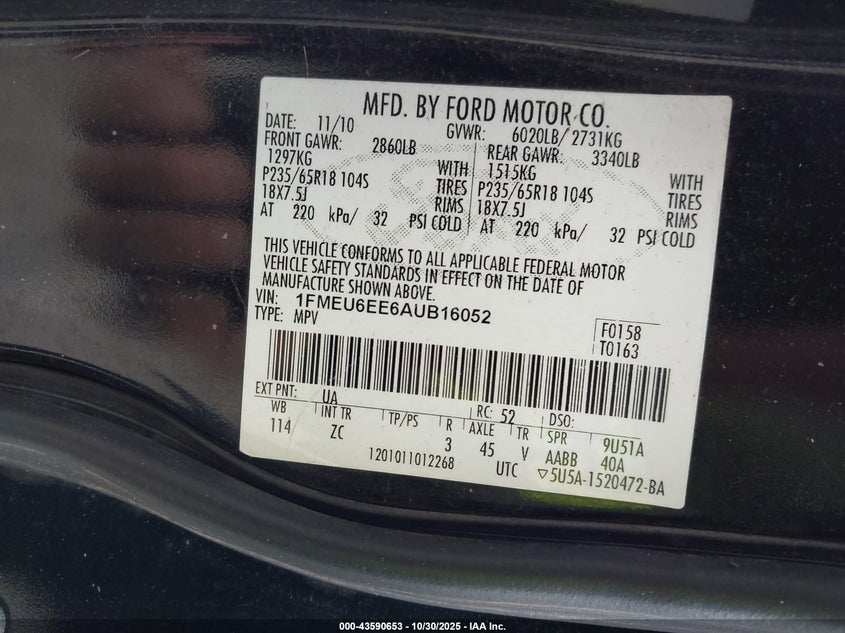 MFD. BY FORD MOTOR CO.
DATE: 11/10 GVWR: 6020LB/ 2731KG
FRONT GAWR: 2860LB REAR GAWR: 3340LB
1297KG WITH 1515KG WITH
P235/65R18 104S TIRES P235/65R18 104S TIRES
18X7.5J RIMS 18X7.5J RIMS
AT 220 kPa/ 32 PSI COLD AT 220 kPa/ 32 PSI COLD
THIS VEHICLE CONFORMS TO ALL APPLICABLE FEDERAL MOTOR
VEHICLE SAFETY STANDARDS IN EFFECT ON THE DATE OF
MANUFACTURE SHOWN ABOVE.
VIN: 1FMEU6EE6AUB16052
TYPE: MPV F0158
T0163
EXT PNT: UA RC: 52 DSO:
WB INT TR TP/PS R AXLE TR SPR 9U51A
114 ZC 3 45 V AABB 40A
1201011012268 UTC ▽5U5A-1520472-BA
000-43590653 - 10/30/2025 - IAA Inc.